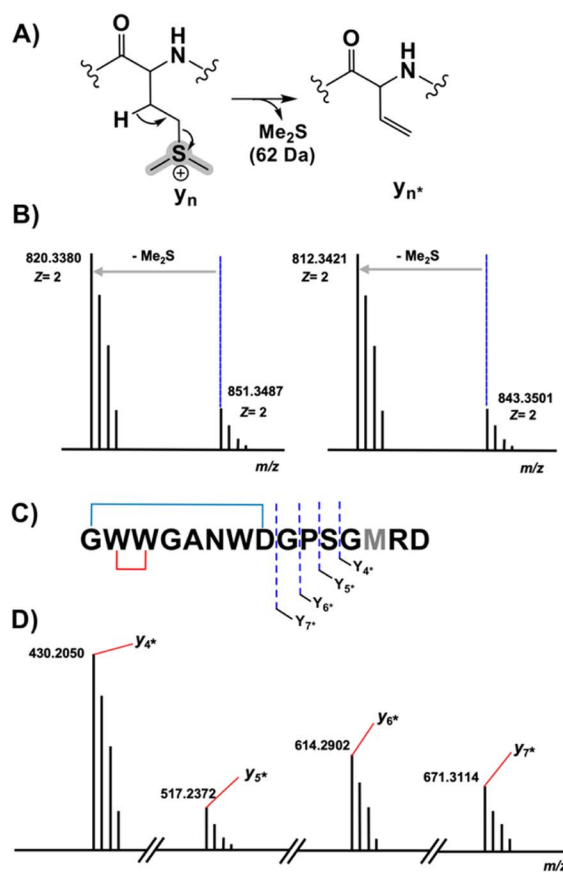 A)
O
H
N
O
H
N
H
Me2S
(62 Da)
S
⊕
yn
yn*
B)
820.3380
Z= 2
- Me2S
851.3487
Z= 2
m/z
812.3421
Z= 2
- Me2S
843.3501
Z= 2
m/z
C)
GWWGANWDGPSGMRD
Y4*
Y5*
Y6*
Y7*
D)
430.2050
y4*
517.2372
y5*
614.2902
y6*
671.3114
y7*
m/z